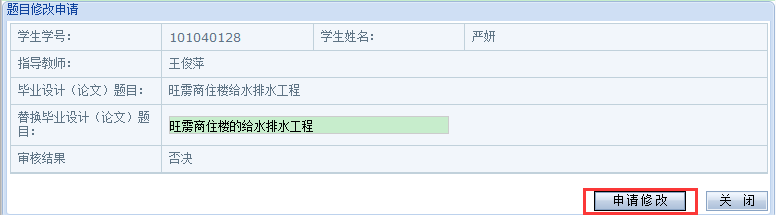 题目修改申请
学生学号: 101040128 学生姓名: 严妍
指导教师: 王俊萍
毕业设计（论文）题目: 旺雳商住楼给水排水工程
替换毕业设计（论文）题
目: 旺雳商住楼的给水排水工程
审核结果 否决
申请修改 关 闭